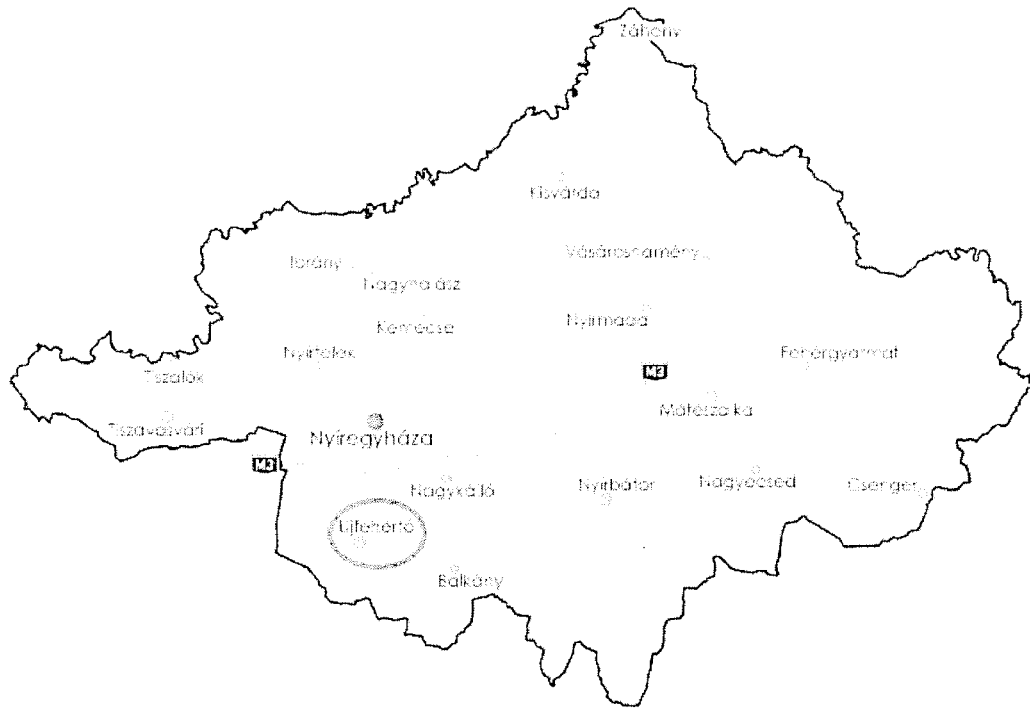 Záhony
Kisvárda
Vásárosnamény
Ibrány
Nagyhalász
Nyírmada
Kemecse
Nyírtelek
Fehérgyarmat
M3
Tiszalök
Mátészalka
Tiszavasvári
Nyíregyháza
M3
Nagykálló
Nyírbátor
Nagyecsed
Csenger
Újfehértó
Balkány